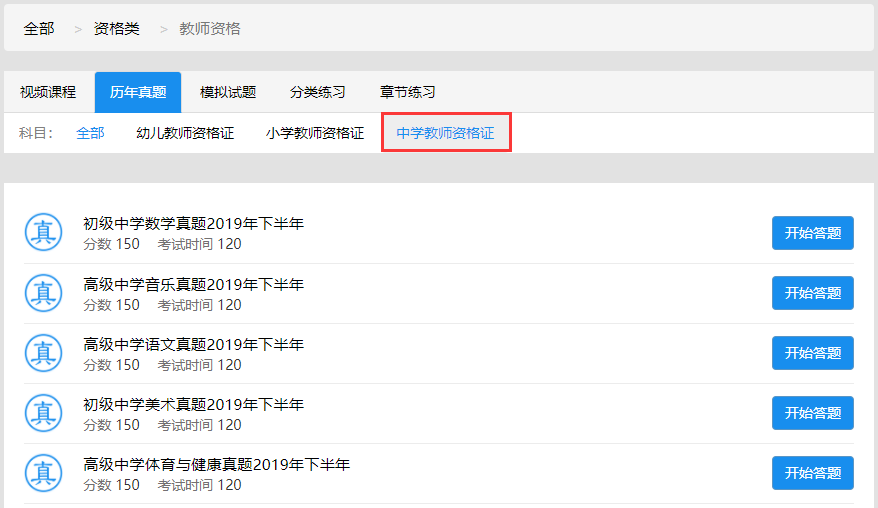 全部 > 资格类 > 教师资格
视频课程 历年真题 模拟试题 分类练习 章节练习
科目： 全部 幼儿教师资格证 小学教师资格证 中学教师资格证
真 初级中学数学真题2019年下半年 开始答题
分数 150 考试时间 120
真 高级中学音乐真题2019年下半年 开始答题
分数 150 考试时间 120
真 高级中学语文真题2019年下半年 开始答题
分数 150 考试时间 120
真 初级中学美术真题2019年下半年 开始答题
分数 150 考试时间 120
真 高级中学体育与健康真题2019年下半年 开始答题
分数 150 考试时间 120